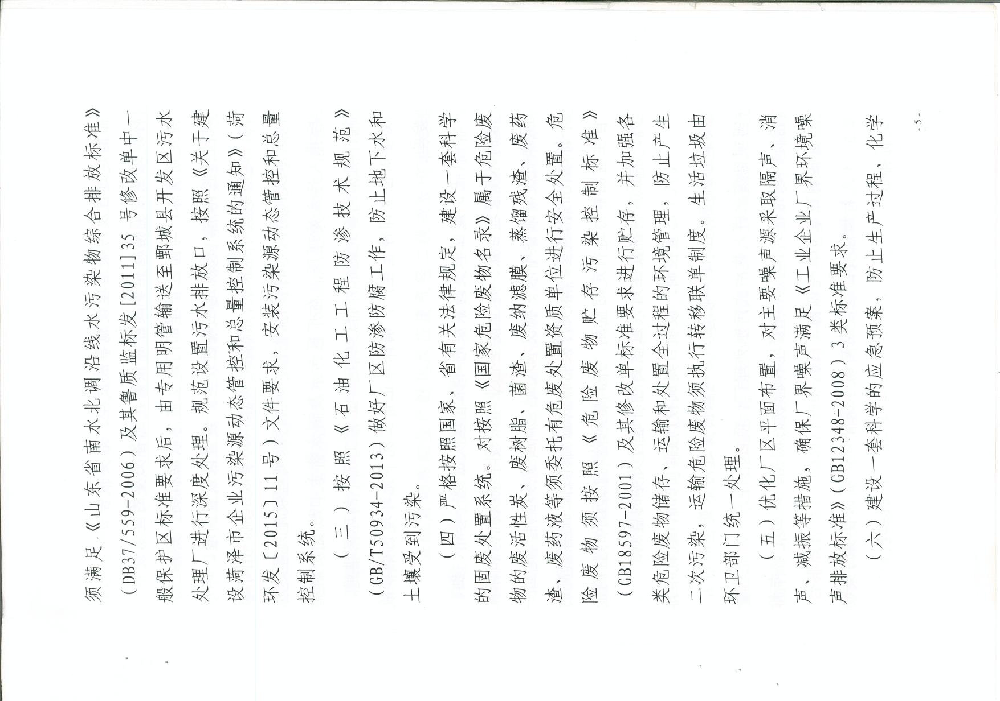 须满足《山东省南水北调沿线水污染物综合排放标准》
（DB37/559-2006）及其鲁质监标发[2011]35 号修改单中一
般保护区标准要求后，由专用明管输送至鄄城县开发区污水
处理厂进行深度处理。规范设置污水排放口，按照《关于建
设菏泽市企业污染源动态管控和总量控制系统的通知》（菏
环发〔2015〕11 号）文件要求，安装污染源动态管控和总量
控制系统。
（三）按照《石油化工工程防渗技术规范》
（GB/T50934-2013）做好厂区防渗防腐工作，防止地下水和
土壤受到污染。
（四）严格按照国家、省有关法律规定，建设一套科学
的固废处置系统。对按照《国家危险废物名录》属于危险废
物的废活性炭、废树脂、菌渣、废纳滤膜、蒸馏残渣、废药
渣、废药液等须委托有危废处置资质单位进行安全处置。危
险废物须按照《危险废物贮存污染控制标准》
（GB18597-2001）及其修改单标准要求进行贮存，并加强各
类危险废物储存、运输和处置全过程的环境管理，防止产生
二次污染，运输危险废物须执行转移联单制度。生活垃圾由
环卫部门统一处理。
（五）优化厂区平面布置，对主要噪声源采取隔声、消
声、减振等措施，确保厂界噪声满足《工业企业厂界环境噪
声排放标准》（GB12348-2008）3 类标准要求。
（六）建设一套科学的应急预案，防止生产过程、化学
-5-